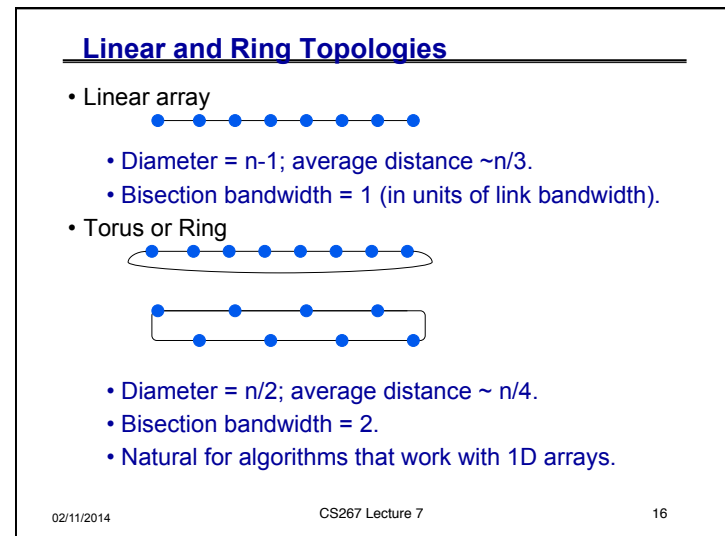 Linear and Ring Topologies
• Linear array
• Diameter = n-1; average distance ~n/3.
• Bisection bandwidth = 1 (in units of link bandwidth).
• Torus or Ring
• Diameter = n/2; average distance ~ n/4.
• Bisection bandwidth = 2.
• Natural for algorithms that work with 1D arrays.
02/11/2014 CS267 Lecture 7 16